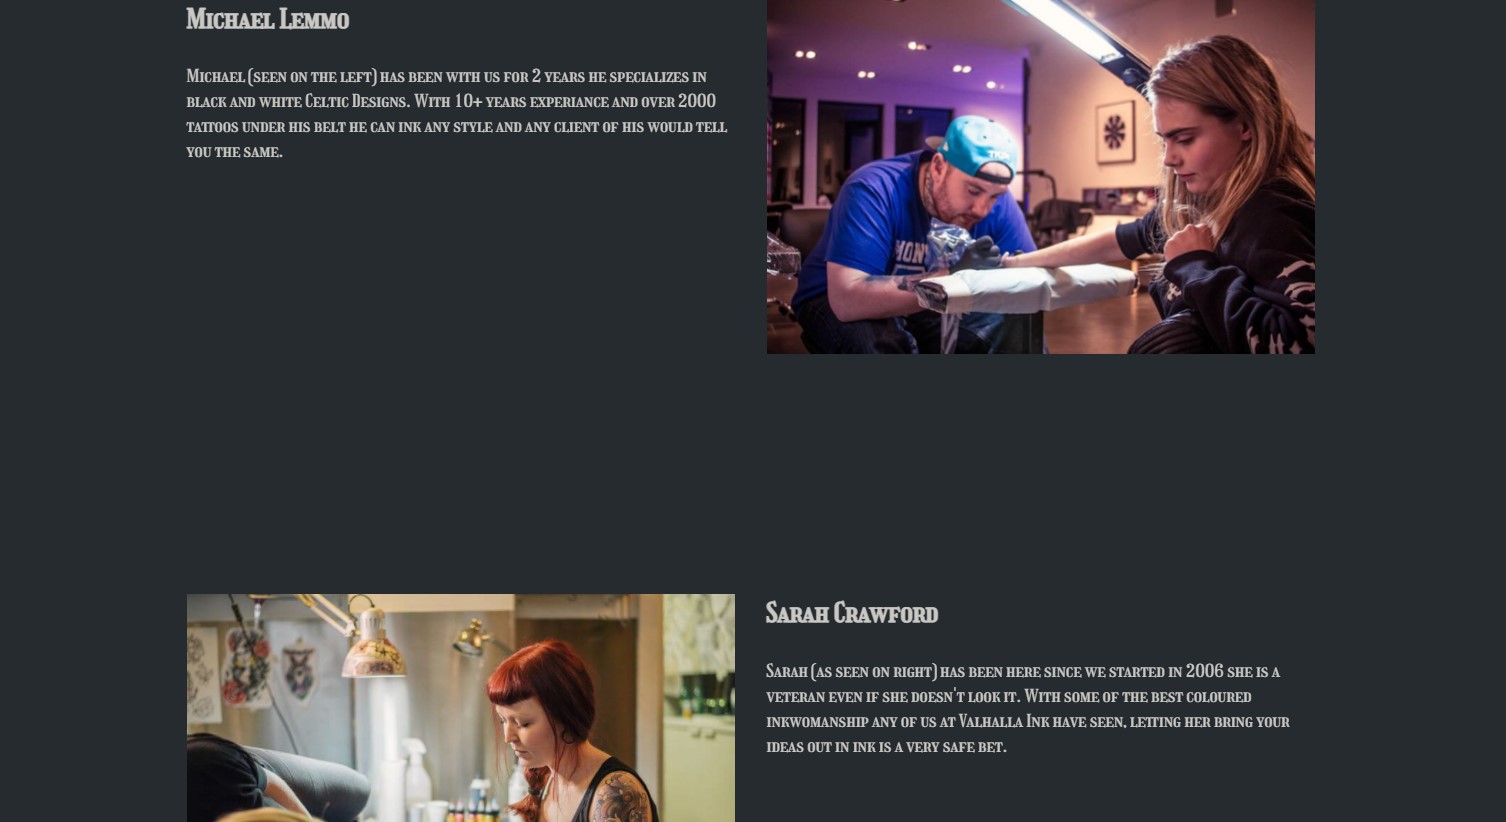 Michael Lemmo
Michael (seen on the left) has been with us for 2 years he specializes in
black and white Celtic Designs. With 10+ years experiance and over 2000
tattoos under his belt he can ink any style and any client of his would tell
you the same.
Sarah Crawford
Sarah (as seen on right) has been here since we started in 2006 she is a
veteran even if she doesn't look it. With some of the best coloured
inkwomanship any of us at Valhalla Ink have seen, letting her bring your
ideas out in ink is a very safe bet.